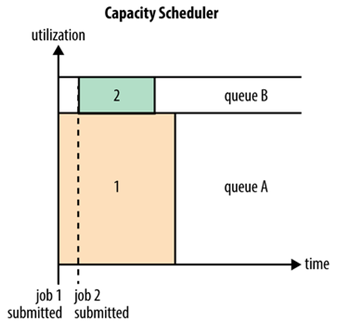 Capacity Scheduler
utilization
2
queue B
1
queue A
time
job 1
submitted
job 2
submitted